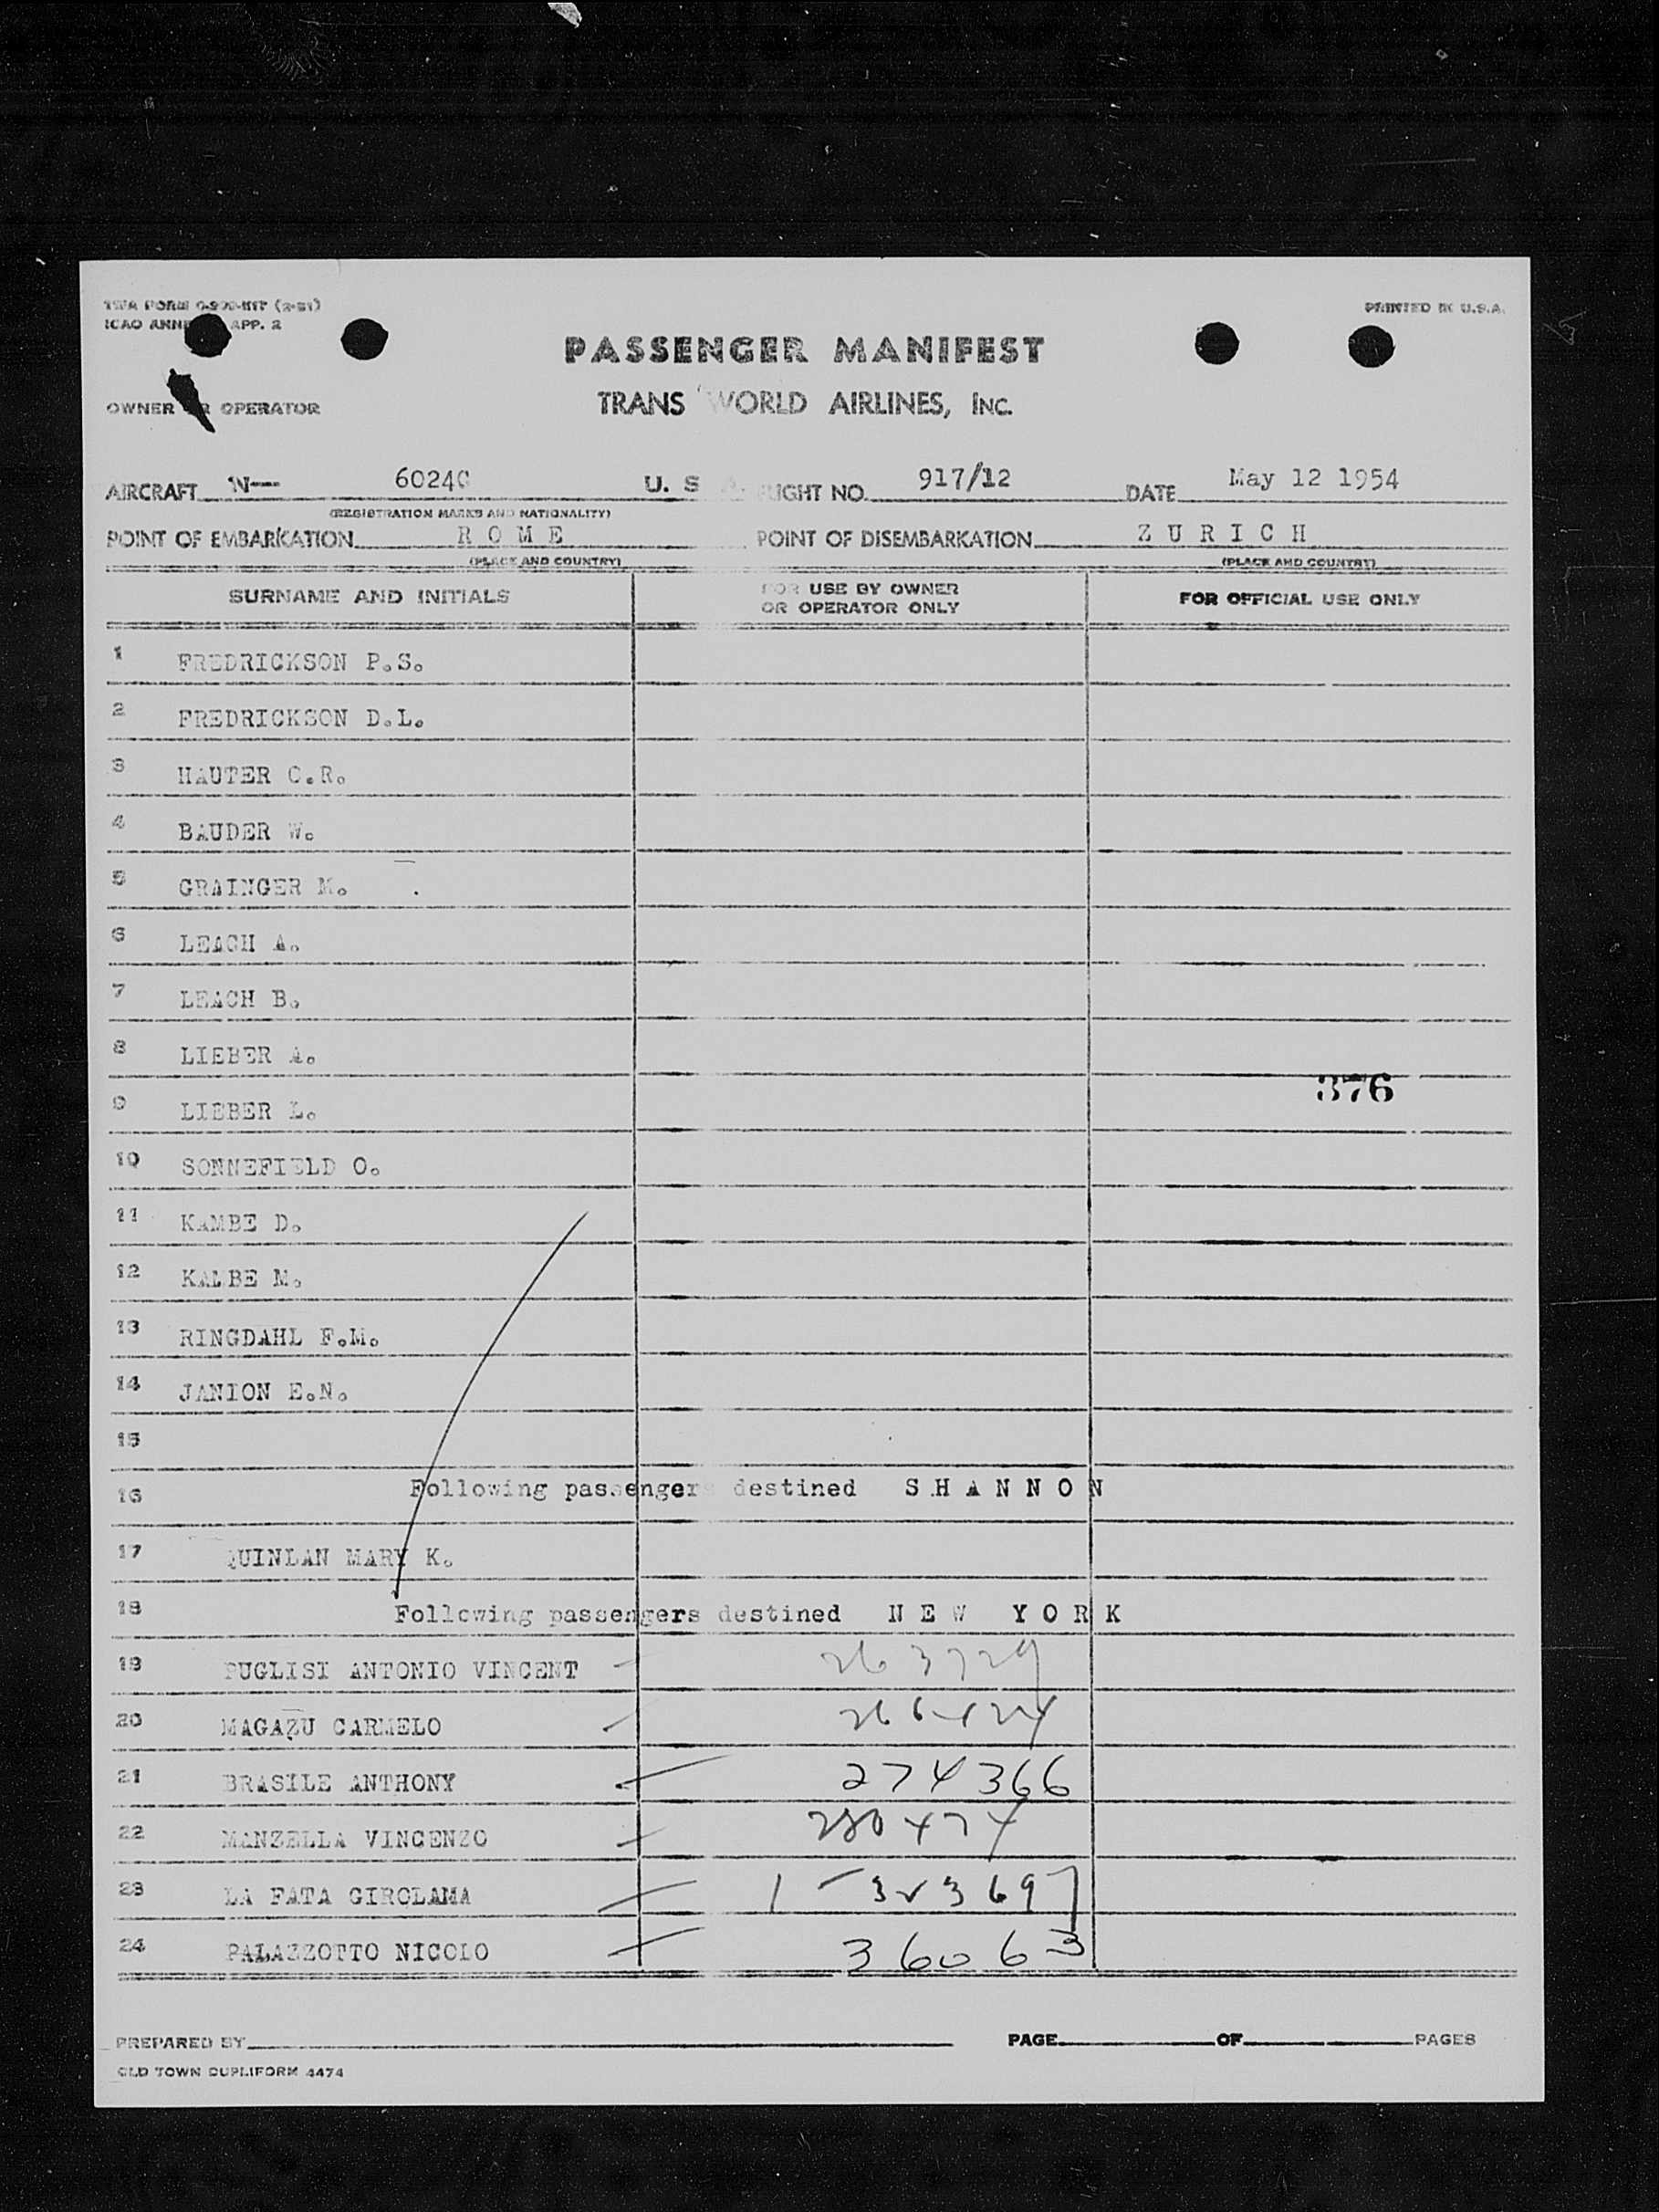 TWA FORM
ICAO ANNE APP. 2
PRINTED IN U.S.A.
PASSENGER MANIFEST
OWNER OR OPERATOR
TRANS WORLD AIRLINES, INC.
AIRCRAFT N— 6024C U. S. A. FLIGHT NO. 917/12 DATE May 12 1954
(REGISTRATION MARKS AND NATIONALITY)
POINT OF EMBARKATION R O M E POINT OF DISEMBARKATION Z U R I C H
(PLACE AND COUNTRY) (PLACE AND COUNTRY)
SURNAME AND INITIALS FOR USE BY OWNER OR OPERATOR ONLY FOR OFFICIAL USE ONLY
1 FREDRICKSON P.S.
2 FREDRICKSON D.L.
3 HAUTER C.R.
4 BAUDER W.
5 GRAINGER M.
6 LEACH A.
7 LEACH B.
8 LIEBER A.
376
9 LIEBER L.
10 SONNEFIELD O.
11 KAMBE D.
12 KALBE M.
13 RINGDAHL F.M.
14 JANION E.N.
15
16 Following passengers destined S H A N N O N
17 QUINLAN MARY K.
18 Following passengers destined N E W Y O R K
19 PUGLISI ANTONIO VINCENT 263729
20 MAGAZU CARMELO
21 BRASILE ANTHONY 274366
22 MANZELLA VINCENZO 280474
23 LA FATA GIROLAMA
24 PALAZZOTTO NICOLO 36063
PREPARED BY PAGE OF PAGES
OLD TOWN DUPLIFORM 4474